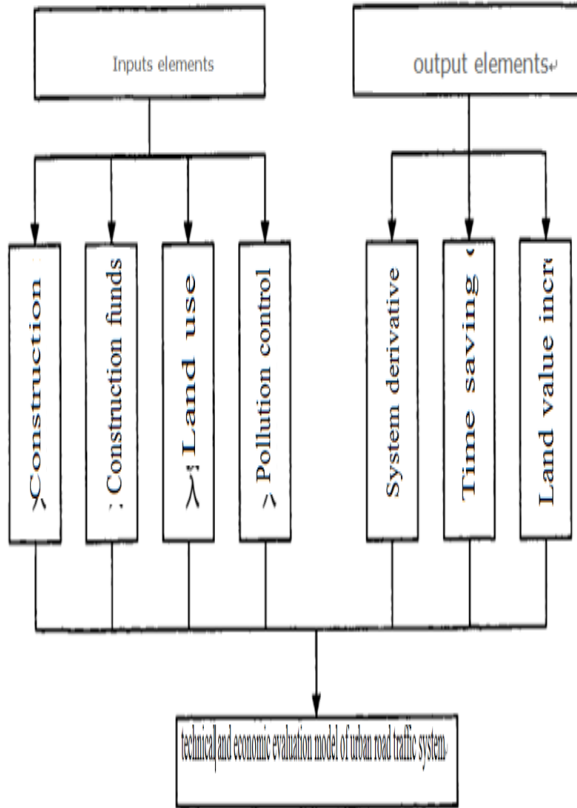 Inputs elements
output elements
Construction
Construction funds
Land use
Pollution control
System derivative
Time saving
Land value incre
technical and economic evaluation model of urban road traffic system